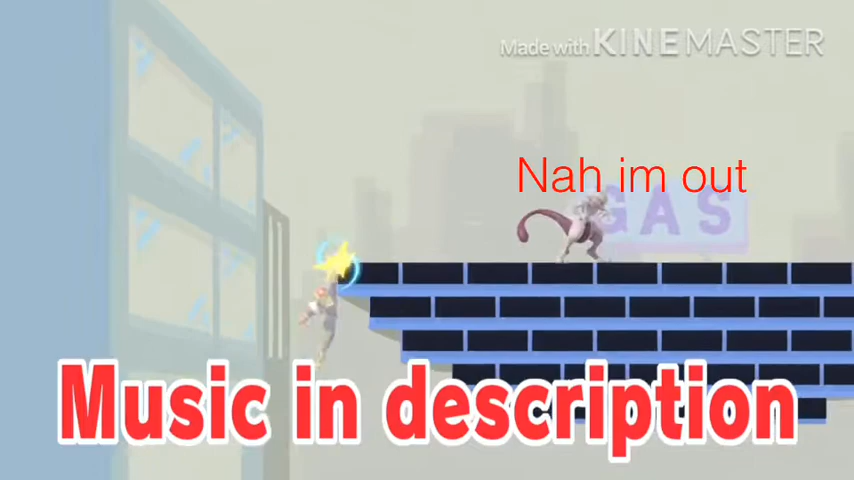 Made with KINEMASTER
Nah im out
GAS
Music in description